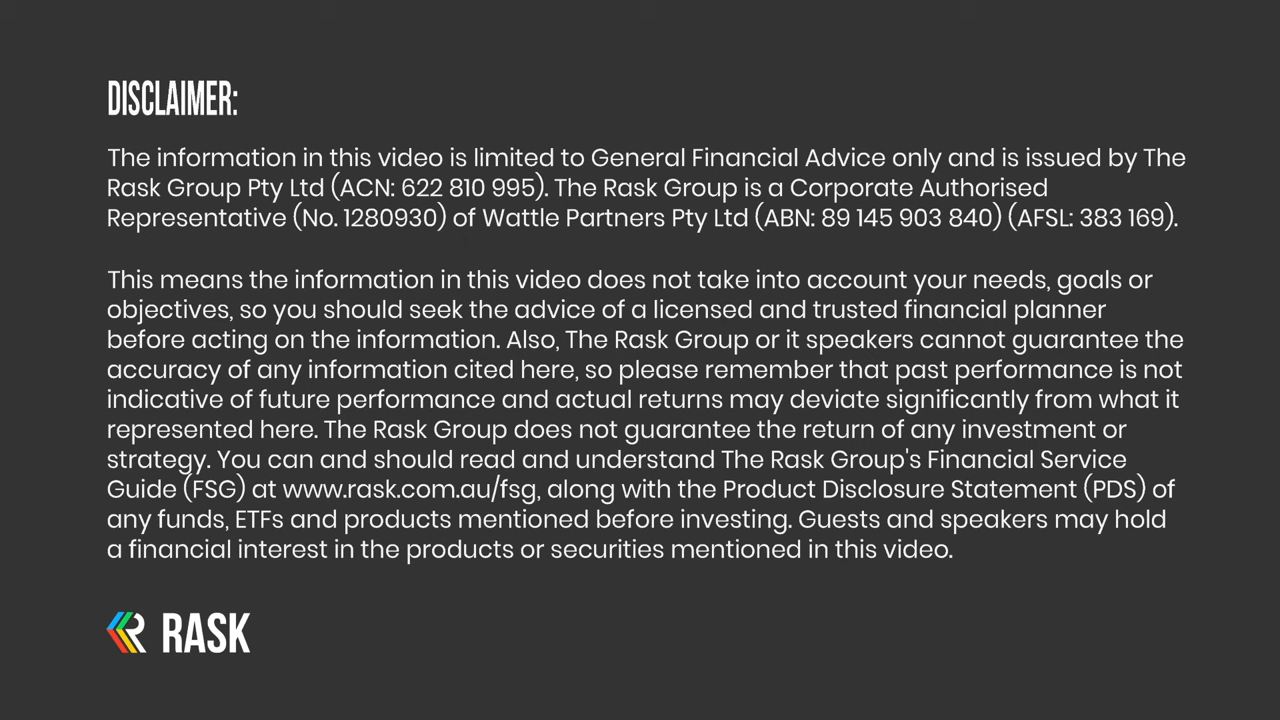 DISCLAIMER:
The information in this video is limited to General Financial Advice only and is issued by The
Rask Group Pty Ltd (ACN: 622 810 995). The Rask Group is a Corporate Authorised
Representative (No. 1280930) of Wattle Partners Pty Ltd (ABN: 89 145 903 840) (AFSL: 383 169).
This means the information in this video does not take into account your needs, goals or
objectives, so you should seek the advice of a licensed and trusted financial planner
before acting on the information. Also, The Rask Group or it speakers cannot guarantee the
accuracy of any information cited here, so please remember that past performance is not
indicative of future performance and actual returns may deviate significantly from what it
represented here. The Rask Group does not guarantee the return of any investment or
strategy. You can and should read and understand The Rask Group's Financial Service
Guide (FSG) at www.rask.com.au/fsg, along with the Product Disclosure Statement (PDS) of
any funds, ETFs and products mentioned before investing. Guests and speakers may hold
a financial interest in the products or securities mentioned in this video.
RASK